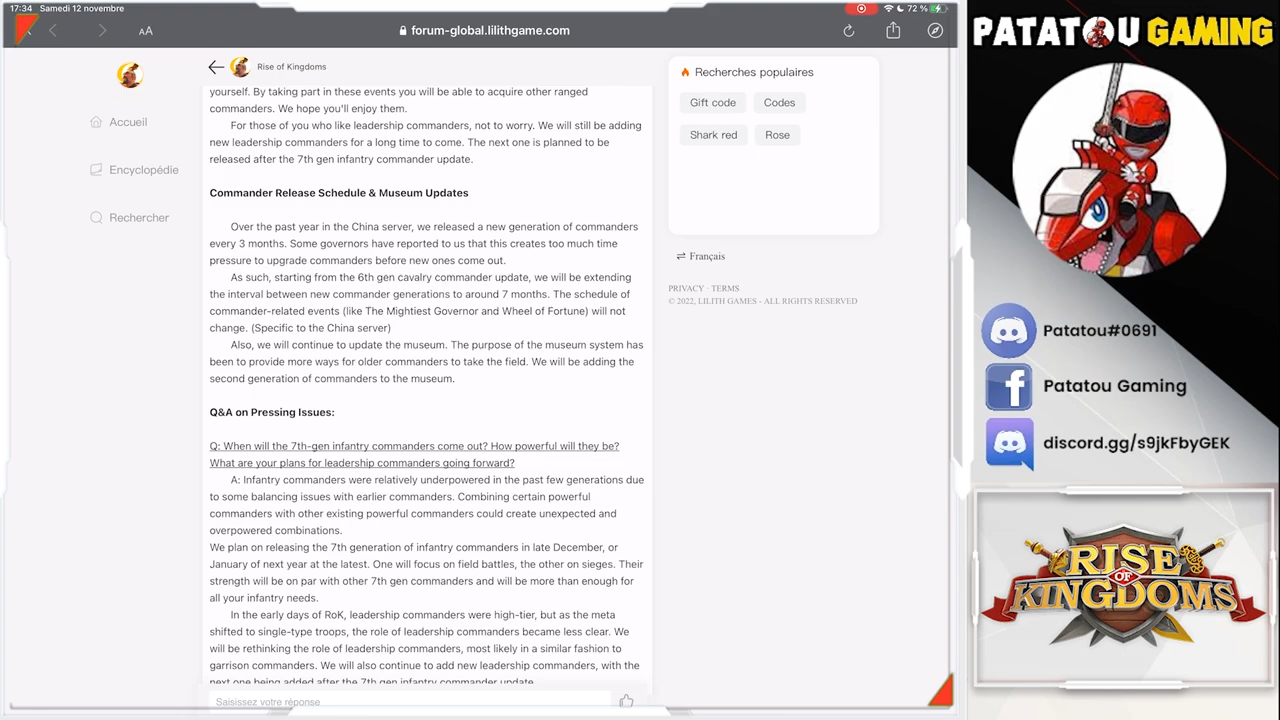 17:34 Samedi 12 novembre
72 %
AA
forum-global.lilithgame.com
Rise of Kingdoms
Accueil
Encyclopédie
Rechercher
yourself. By taking part in these events you will be able to acquire other ranged
commanders. We hope you'll enjoy them.
For those of you who like leadership commanders, not to worry. We will still be adding
new leadership commanders for a long time to come. The next one is planned to be
released after the 7th gen infantry commander update.
Commander Release Schedule & Museum Updates
Over the past year in the China server, we released a new generation of commanders
every 3 months. Some governors have reported to us that this creates too much time
pressure to upgrade commanders before new ones come out.
As such, starting from the 6th gen cavalry commander update, we will be extending
the interval between new commander generations to around 7 months. The schedule of
commander-related events (like The Mightiest Governor and Wheel of Fortune) will not
change. (Specific to the China server)
Also, we will continue to update the museum. The purpose of the museum system has
been to provide more ways for older commanders to take the field. We will be adding the
second generation of commanders to the museum.
Q&A on Pressing Issues:
Q: When will the 7th-gen infantry commanders come out? How powerful will they be?
What are your plans for leadership commanders going forward?
A: Infantry commanders were relatively underpowered in the past few generations due
to some balancing issues with earlier commanders. Combining certain powerful
commanders with other existing powerful commanders could create unexpected and
overpowered combinations.
We plan on releasing the 7th generation of infantry commanders in late December, or
January of next year at the latest. One will focus on field battles, the other on sieges. Their
strength will be on par with other 7th gen commanders and will be more than enough for
all your infantry needs.
In the early days of RoK, leadership commanders were high-tier, but as the meta
shifted to single-type troops, the role of leadership commanders became less clear. We
will be rethinking the role of leadership commanders, most likely in a similar fashion to
garrison commanders. We will also continue to add new leadership commanders, with the
next one being added after the 7th gen infantry commander update.
Saisissez votre réponse
Recherches populaires
Gift code
Codes
Shark red
Rose
Français
PRIVACY · TERMS
© 2022, LILITH GAMES - ALL RIGHTS RESERVED
PATATOU GAMING
Patatou#0691
Patatou Gaming
discord.gg/s9jkFbyGEK
RISE
OF
KINGDOMS